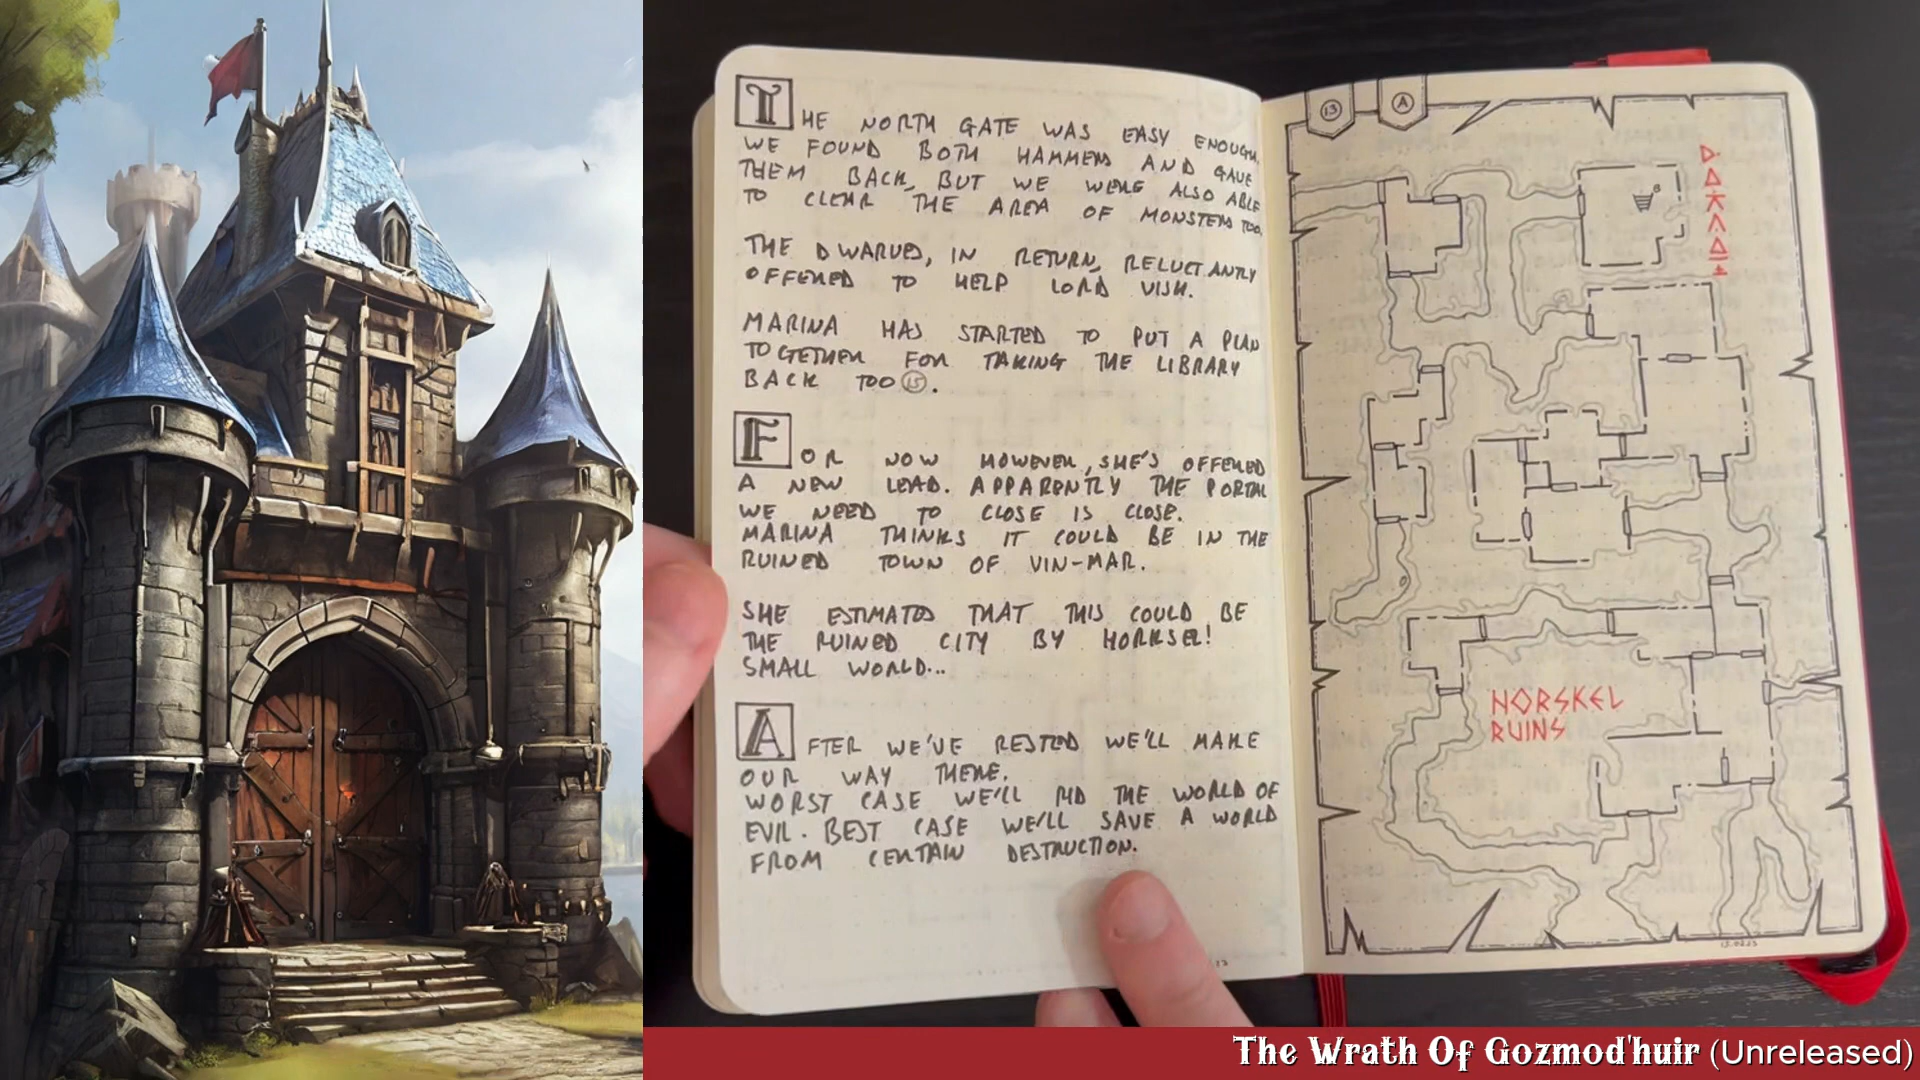 THE NORTH GATE WAS EASY ENOUGH.
WE FOUND BOTH HAMMERS AND GAVE
THEM BACK, BUT WE WERE ALSO ABLE
TO CLEAR THE AREA OF MONSTERS TOO.
THE DWARVES, IN RETURN, RELUCTANTLY
OFFERED TO HELP LORD VISH.
MARINA HAS STARTED TO PUT A PLAN
TOGETHER FOR TAKING THE LIBRARY
BACK TOO 15.
FOR NOW HOWEVER, SHE'S OFFERED
A NEW LEAD. APPARENTLY THE PORTAL
WE NEED TO CLOSE IS CLOSE.
MARINA THINKS IT COULD BE IN THE
RUINED TOWN OF VIN-MAR.
SHE ESTIMATES THAT THIS COULD BE
THE RUINED CITY BY HORKSEL!
SMALL WORLD...
AFTER WE'VE RESTED WE'LL MAKE
OUR WAY THERE.
WORST CASE WE'LL RID THE WORLD OF
EVIL. BEST CASE WE'LL SAVE A WORLD
FROM CERTAIN DESTRUCTION.
13 A
NORSKEL
RUINS
The Wrath Of Gozmod'huir (Unreleased)